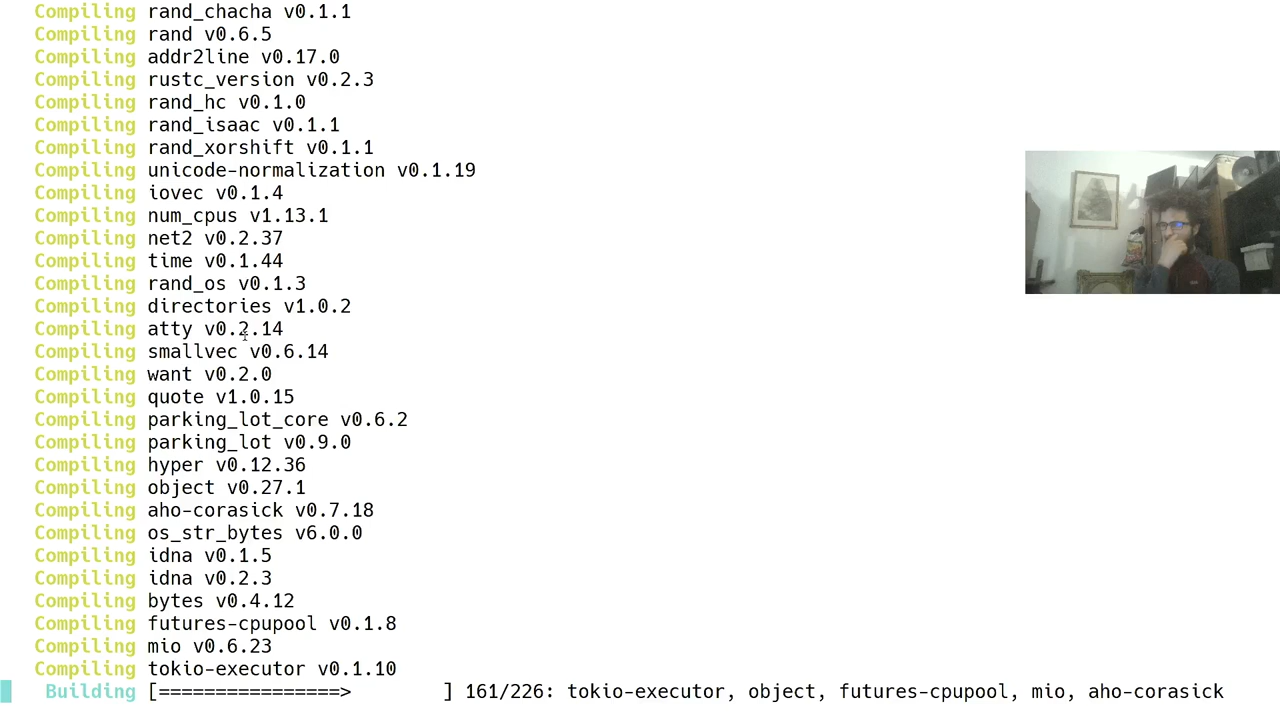 Compiling rand_chacha v0.1.1
Compiling rand v0.6.5
Compiling addr2line v0.17.0
Compiling rustc_version v0.2.3
Compiling rand_hc v0.1.0
Compiling rand_isaac v0.1.1
Compiling rand_xorshift v0.1.1
Compiling unicode-normalization v0.1.19
Compiling iovec v0.1.4
Compiling num_cpus v1.13.1
Compiling net2 v0.2.37
Compiling time v0.1.44
Compiling rand_os v0.1.3
Compiling directories v1.0.2
Compiling atty v0.2.14
Compiling smallvec v0.6.14
Compiling want v0.2.0
Compiling quote v1.0.15
Compiling parking_lot_core v0.6.2
Compiling parking_lot v0.9.0
Compiling hyper v0.12.36
Compiling object v0.27.1
Compiling aho-corasick v0.7.18
Compiling os_str_bytes v6.0.0
Compiling idna v0.1.5
Compiling idna v0.2.3
Compiling bytes v0.4.12
Compiling futures-cpupool v0.1.8
Compiling mio v0.6.23
Compiling tokio-executor v0.1.10
Building [================>        ] 161/226: tokio-executor, object, futures-cpupool, mio, aho-corasick